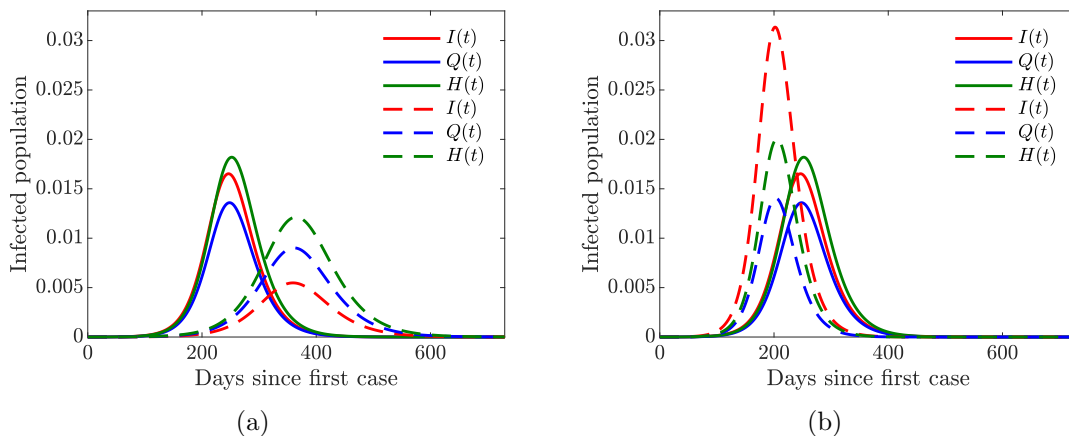 0.03
0.025
0.02
0.015
0.01
0.005
0
Infected population
0
200
400
600
Days since first case
I(t)
Q(t)
H(t)
I(t)
Q(t)
H(t)
(a)
0.03
0.025
0.02
0.015
0.01
0.005
0
Infected population
0
200
400
600
Days since first case
I(t)
Q(t)
H(t)
I(t)
Q(t)
H(t)
(b)